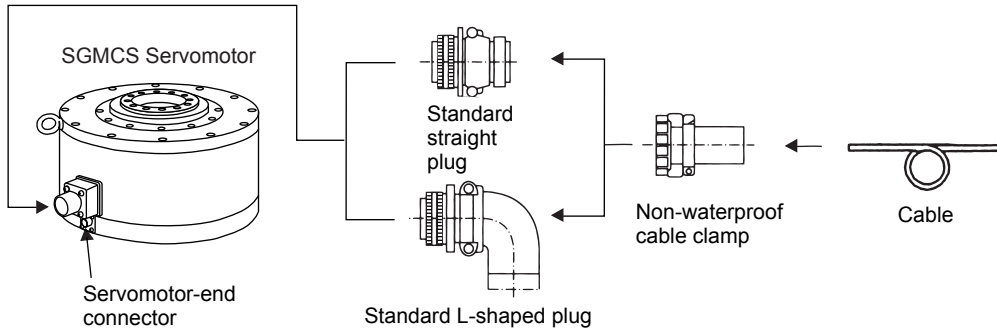 SGMCS Servomotor
Standard
straight
plug
Non-waterproof
cable clamp
Cable
Servomotor-end
connector
Standard L-shaped plug